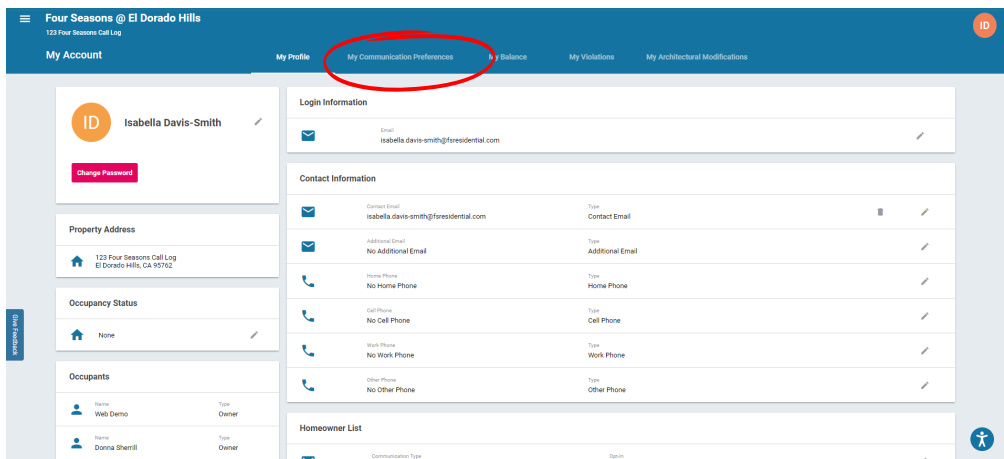 Four Seasons @ El Dorado Hills
123 Four Seasons Call Log
ID
My Account
My Profile
My Communication Preferences
My Balance
My Violations
My Architectural Modifications
ID
Isabella Davis-Smith
Change Password
Property Address
123 Four Seasons Call Log
El Dorado Hills, CA 95762
Occupancy Status
None
Occupants
Name
Web Demo
Type
Owner
Name
Donna Sherrill
Type
Owner
Give Feedback
Login Information
Email
isabella.davis-smith@fsresidential.com
Contact Information
Contact Email
isabella.davis-smith@fsresidential.com
Type
Contact Email
Additional Email
No Additional Email
Type
Additional Email
Home Phone
No Home Phone
Type
Home Phone
Cell Phone
No Cell Phone
Type
Cell Phone
Work Phone
No Work Phone
Type
Work Phone
Other Phone
No Other Phone
Type
Other Phone
Homeowner List
Communication Type
Opt-In